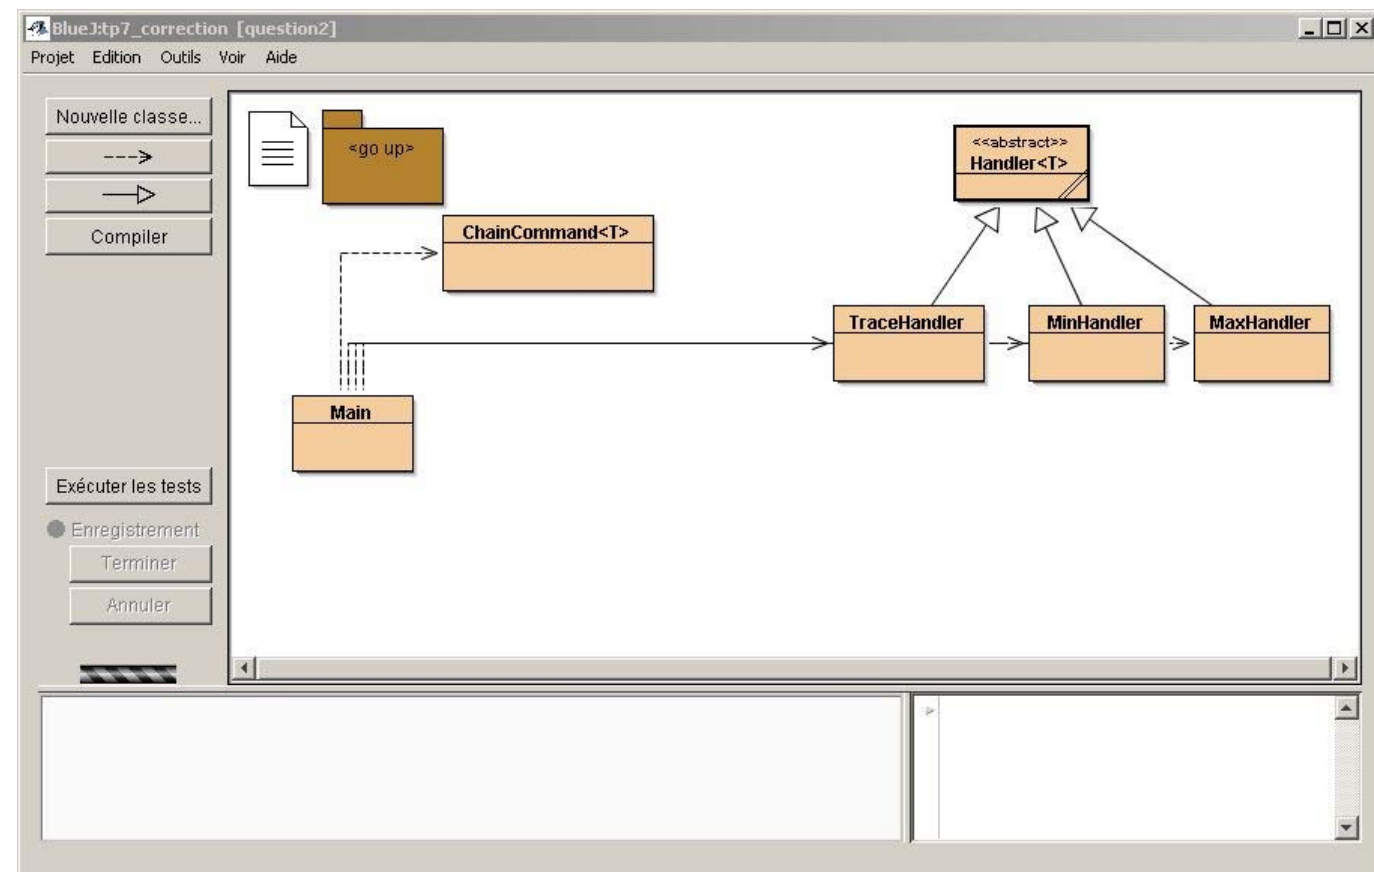 BlueJ:tp7_correction [question2]
Projet Edition Outils Voir Aide
Nouvelle classe...
Compiler
Exécuter les tests
Enregistrement
Terminer
Annuler
<go up>
ChainCommand<T>
<<abstract>>
Handler<T>
TraceHandler
MinHandler
MaxHandler
Main